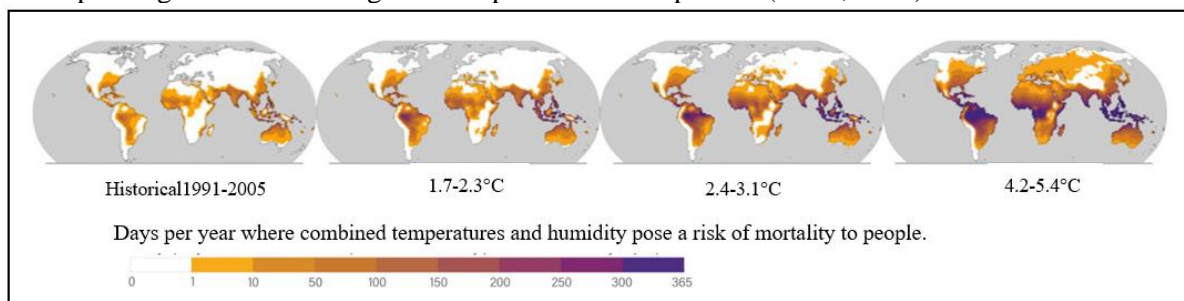 Historical1991-2005
1.7-2.3°C
2.4-3.1°C
4.2-5.4°C
Days per year where combined temperatures and humidity pose a risk of mortality to people.
0 1 10 50 100 150 200 250 300 365